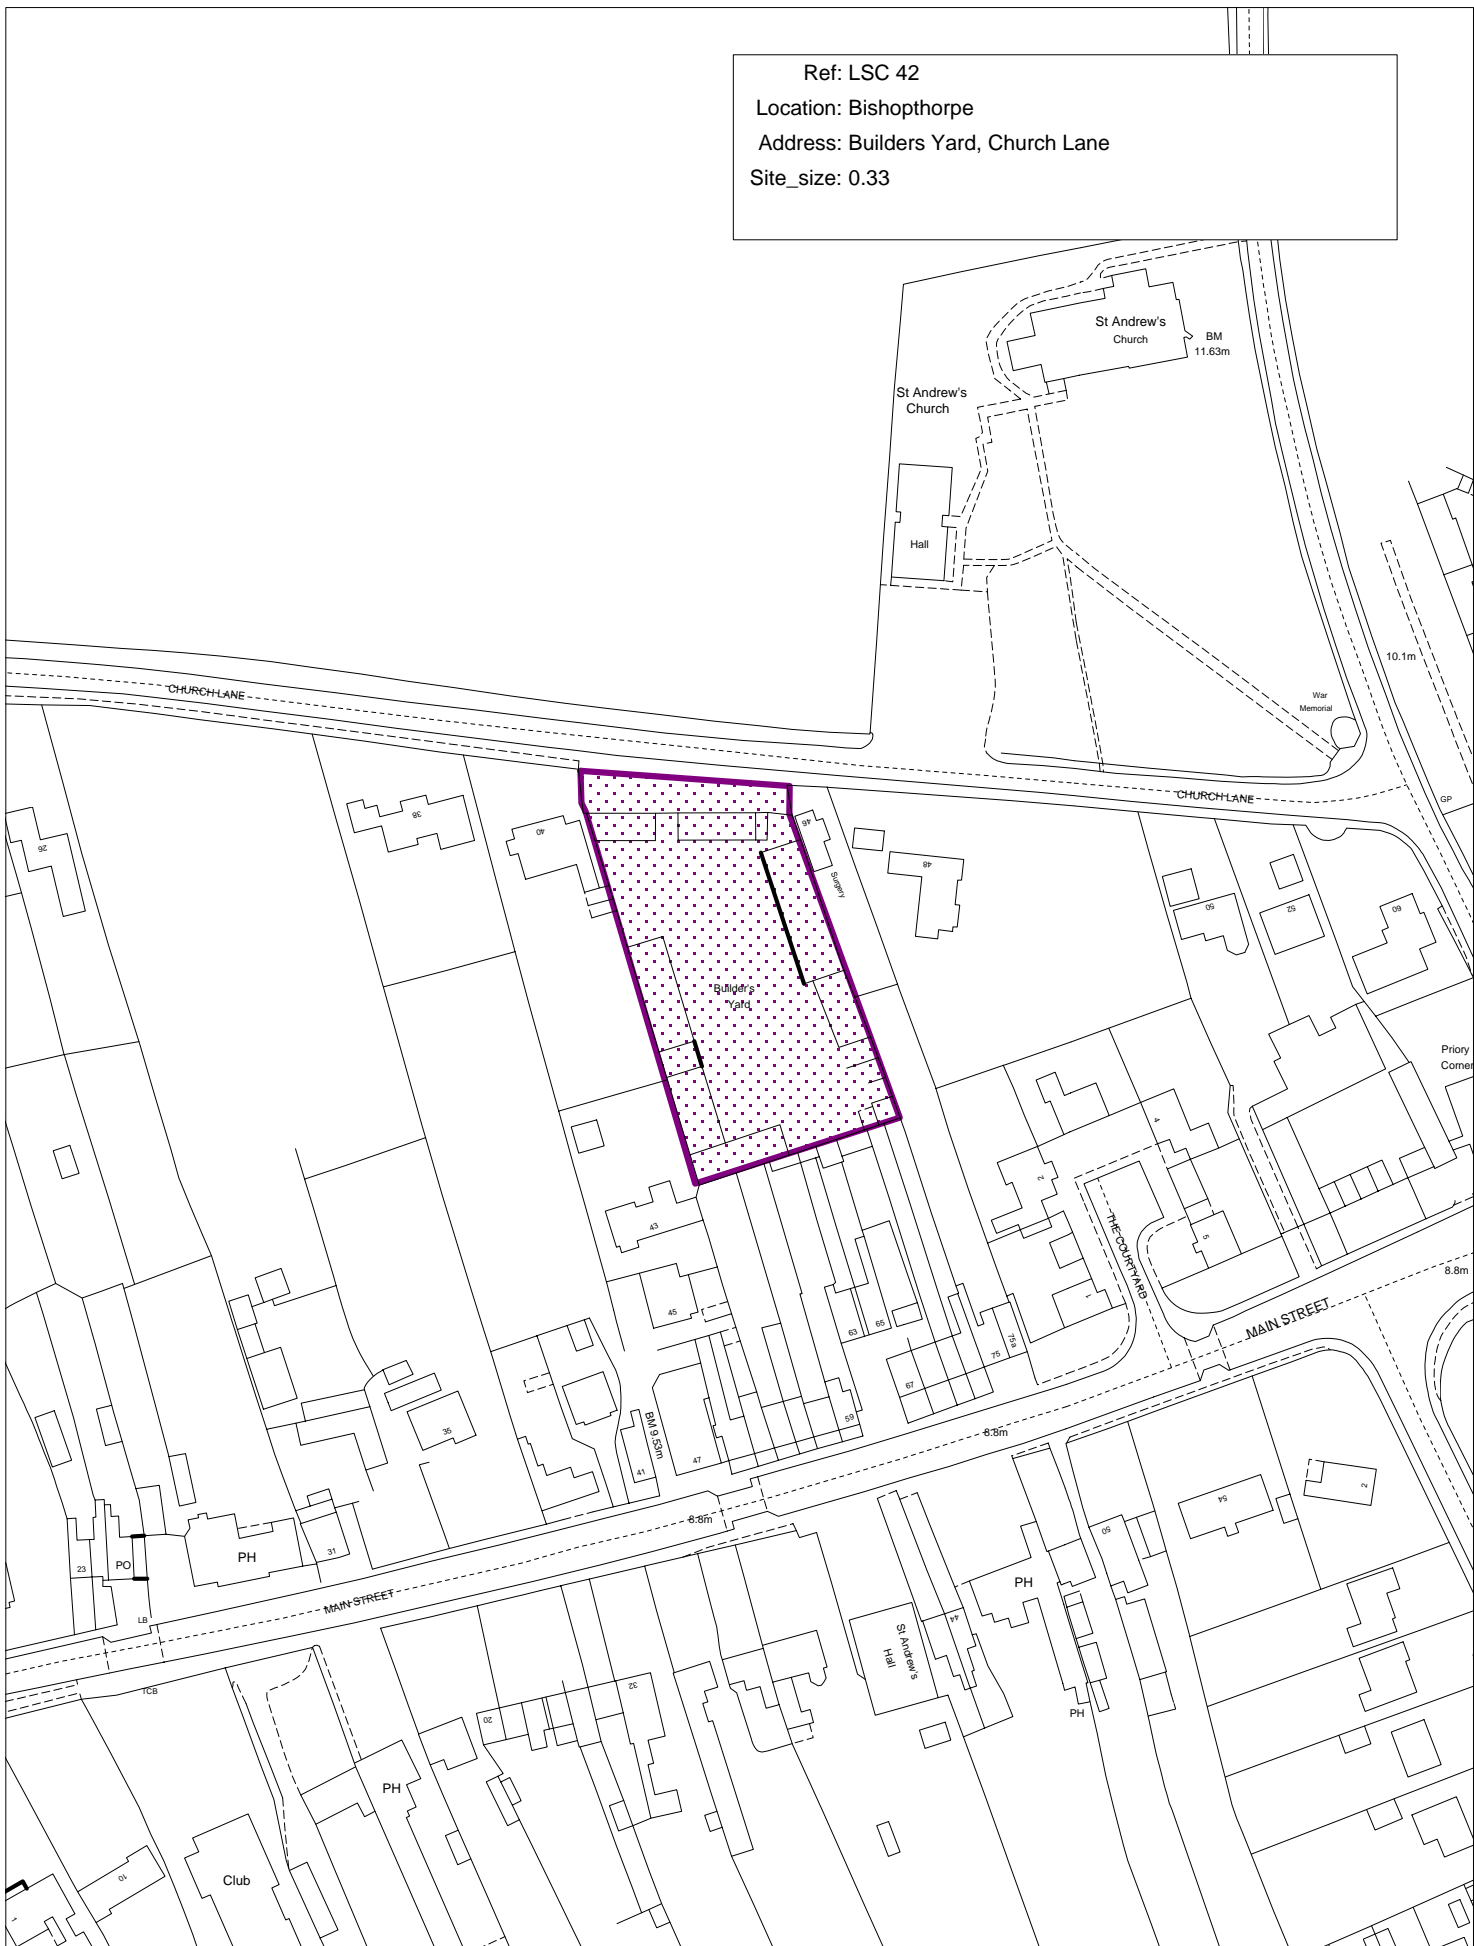 Ref: LSC 42
Location: Bishopthorpe
Address: Builders Yard, Church Lane
Site_size: 0.33
St Andrew's
Church
BM
11.63m
St Andrew's
Church
Hall
10.1m
War
Memorial
CHURCH LANE
CHURCH LANE
GP
26
38
40
46
Surgery
48
50
52
60
Builder's
Yard
Priory
Corner
4
2
5
1
THE COURTYARD
8.8m
MAIN STREET
43
45
63
65
67
75
75a
59
35
BM 9.53m
41
47
8.8m
8.8m
23
PO
PH
31
LB
MAIN STREET
TCB
54
2
50
PH
44
St Andrew's
Hall
PH
32
20
PH
Club
10
1